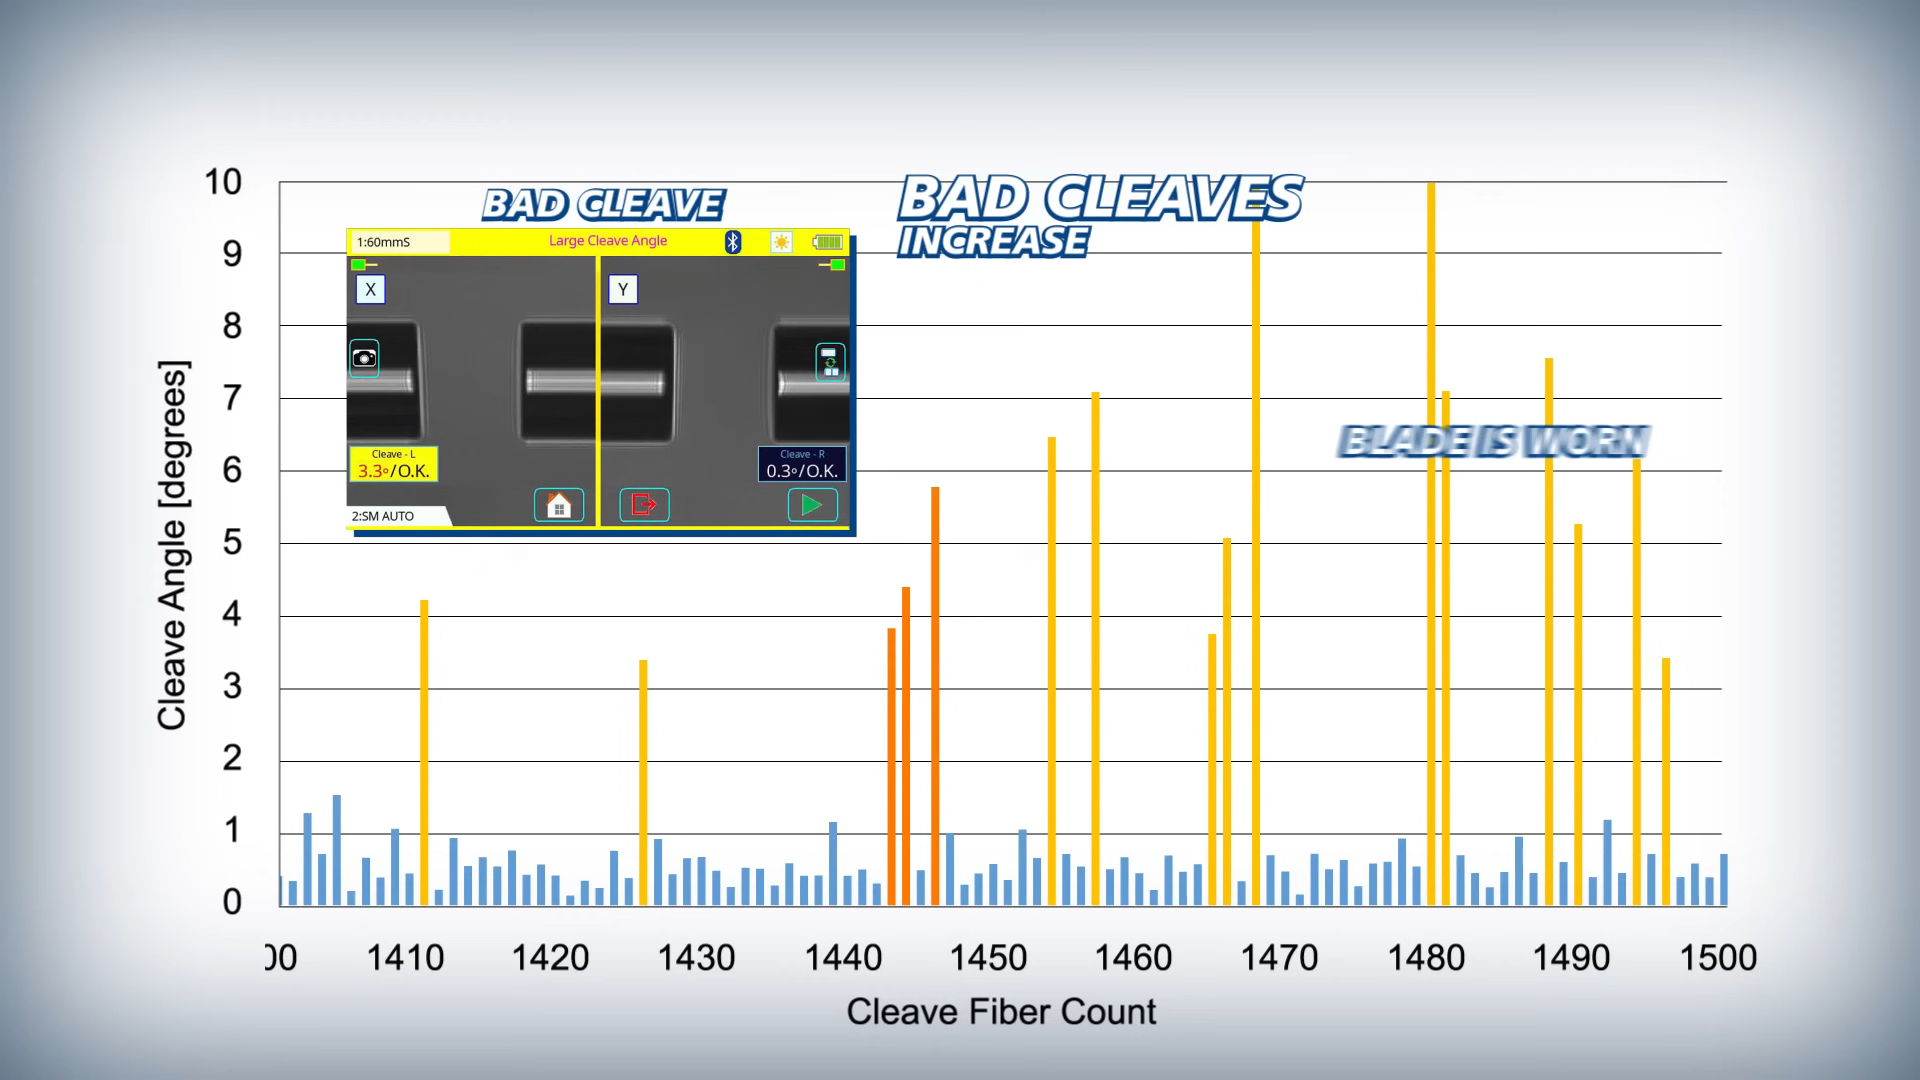 10
BAD CLEAVE
BAD CLEAVES
INCREASE
1:60mmS
Large Cleave Angle
9
X
Y
8
7
BLADE IS WORN
Cleave - L
3.3°/O.K.
Cleave - R
0.3°/O.K.
6
2:SM AUTO
5
4
3
2
1
0
Cleave Angle [degrees]
00 1410 1420 1430 1440 1450 1460 1470 1480 1490 1500
Cleave Fiber Count